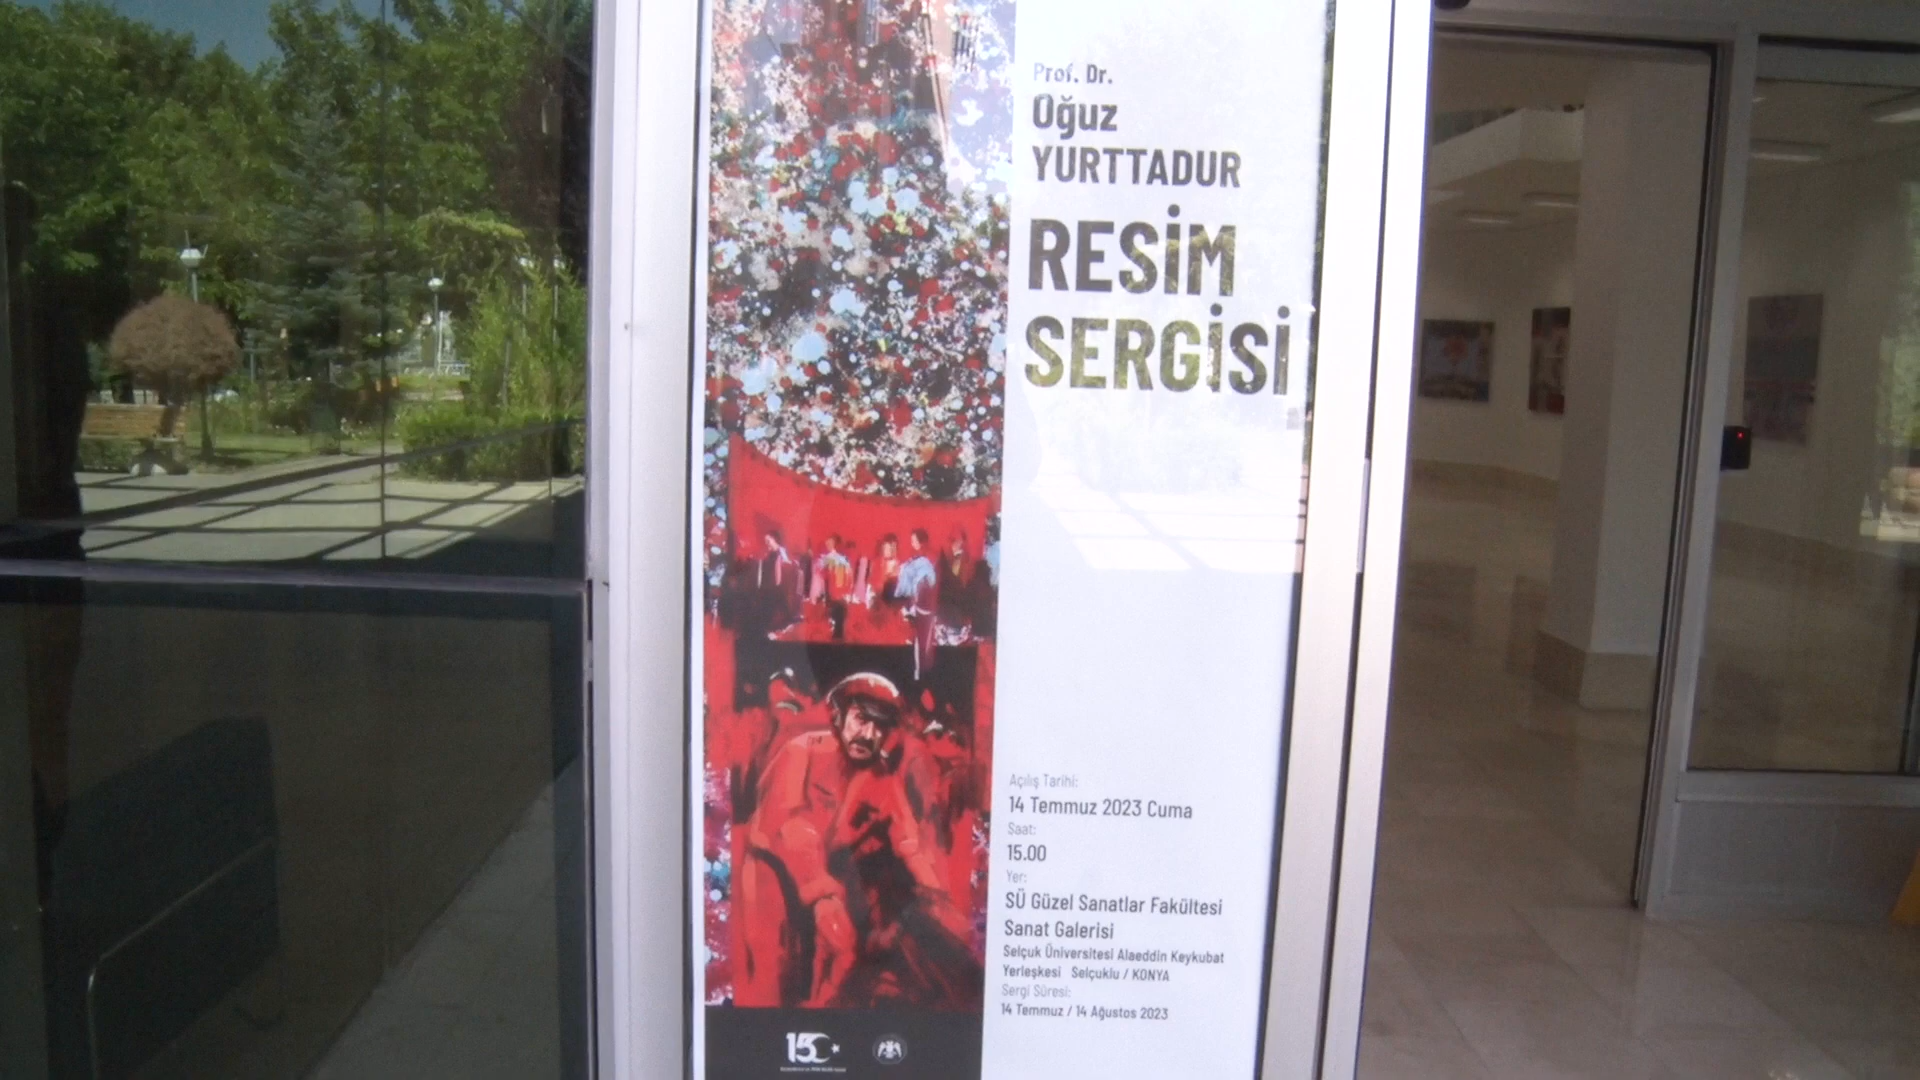 Prof. Dr.
Oğuz
YURTTADUR
RESİM
SERGİSİ
Açılış Tarihi:
14 Temmuz 2023 Cuma
Saat:
15.00
Yer:
SÜ Güzel Sanatlar Fakültesi
Sanat Galerisi
Selçuk Üniversitesi Alaeddin Keykubat
Yerleşkesi Selçuklu / KONYA
Sergi Süresi:
14 Temmuz / 14 Ağustos 2023
15